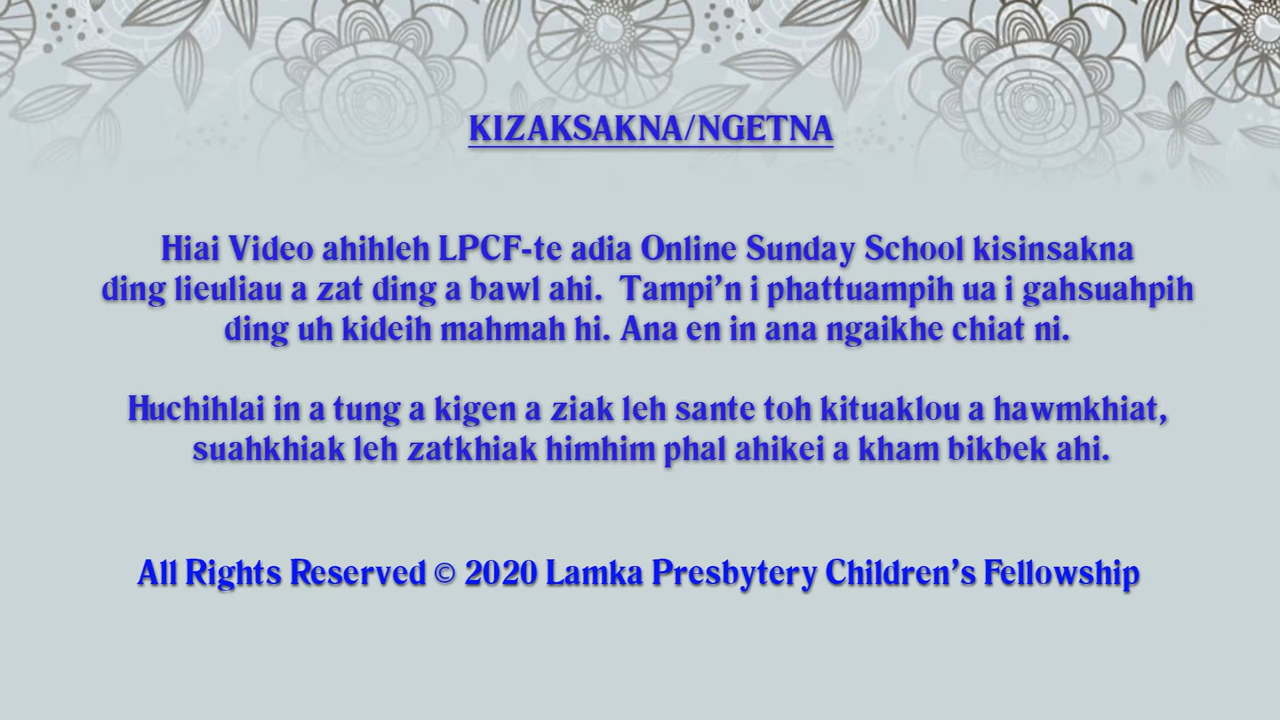 KIZAKSAKNA/NGETNA
Hiai Video ahihleh LPCF-te adia Online Sunday School kisinsakna
ding lieuliau a zat ding a bawl ahi. Tampi'n i phattuampih ua i gahsuahpih
ding uh kideih mahmah hi. Ana en in ana ngaikhe chiat ni.
Huchihlai in a tung a kigen a ziak leh sante toh kituaklou a hawmkhiat,
suahkhiak leh zatkhiak himhim phal ahikei a kham bikbek ahi.
All Rights Reserved © 2020 Lamka Presbytery Children's Fellowship